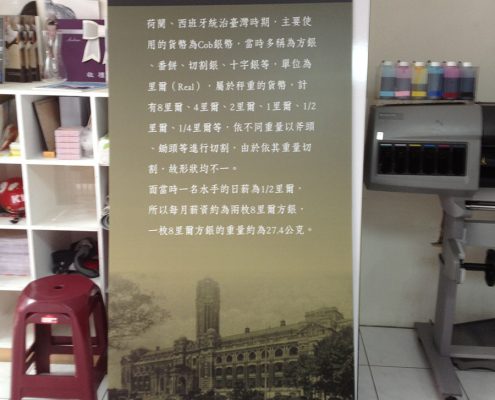 荷蘭、西班牙統治臺灣時期，主要使
用的貨幣為Cob銀幣，當時多稱為方銀
、番餅、切割銀、十字銀等，單位為
里爾（Real），屬於秤重的貨幣，計
有8里爾、4里爾、2里爾、1里爾、1/2
里爾、1/4里爾等，依不同重量以斧頭
、鋤頭等進行切割，由於依其重量切
割，故形狀均不一。
而當時一名水手的日薪為1/2里爾，
所以每月薪資約為兩枚8里爾方銀，
一枚8里爾方銀的重量約為27.4公克。